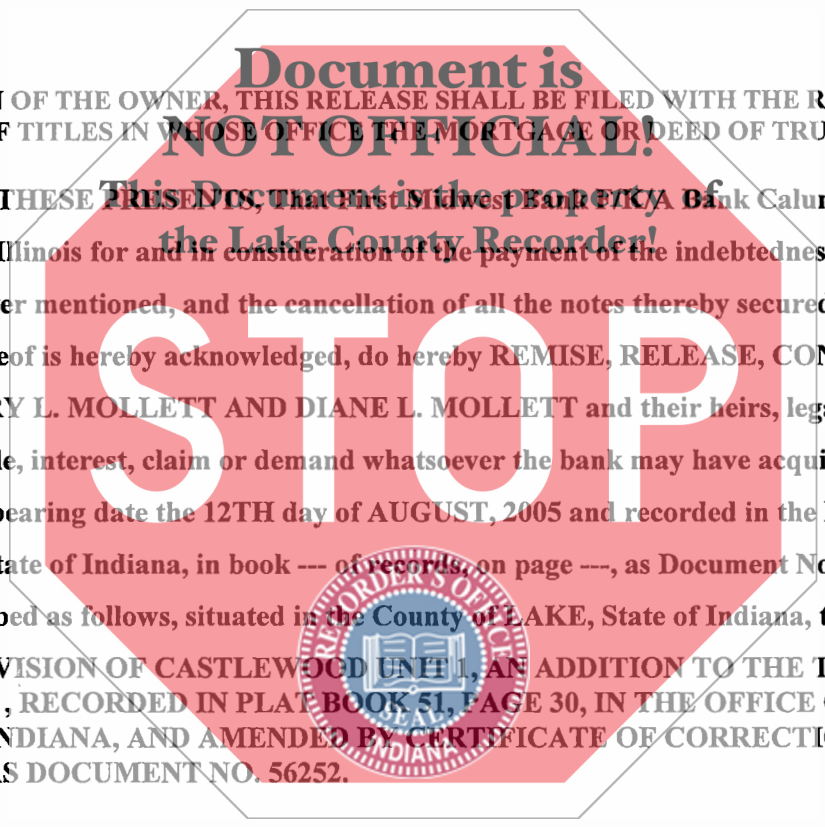 Document is
OF THE OWNER, THIS RELEASE SHALL BE FILED WITH THE R
F TITLES IN WHOSE OFFICE THE MORTGAGE OR DEED OF TRU
NOT OFFICIAL!
This Document is the property of
THESE PRESENTS, That First Midwest Bank F/K/A Bank Calum
the Lake County Recorder!
Illinois for and in consideration of the payment of the indebtednes
er mentioned, and the cancellation of all the notes thereby secured
eof is hereby acknowledged, do hereby REMISE, RELEASE, CON
Y L. MOLLETT AND DIANE L. MOLLETT and their heirs, lega
STOP
e, interest, claim or demand whatsoever the bank may have acqui
bearing date the 12TH day of AUGUST, 2005 and recorded in the
tate of Indiana, in book --- of records, on page ---, as Document No
bed as follows, situated in the County of LAKE, State of Indiana, t
VISION OF CASTLEWOOD UNIT 1, AN ADDITION TO THE T
, RECORDED IN PLAT BOOK 51, PAGE 30, IN THE OFFICE
NDIANA, AND AMENDED BY CERTIFICATE OF CORRECTI
AS DOCUMENT NO. 56252.
RECORDER'S OFFICE
SEAL
INDIANA